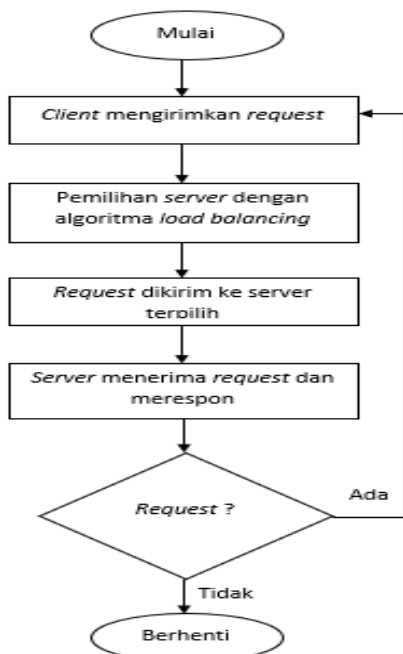 Mulai
Client mengirimkan request
Pemilihan server dengan
algoritma load balancing
Request dikirim ke server
terpilih
Server menerima request dan
merespon
Request ?
Ada
Tidak
Berhenti